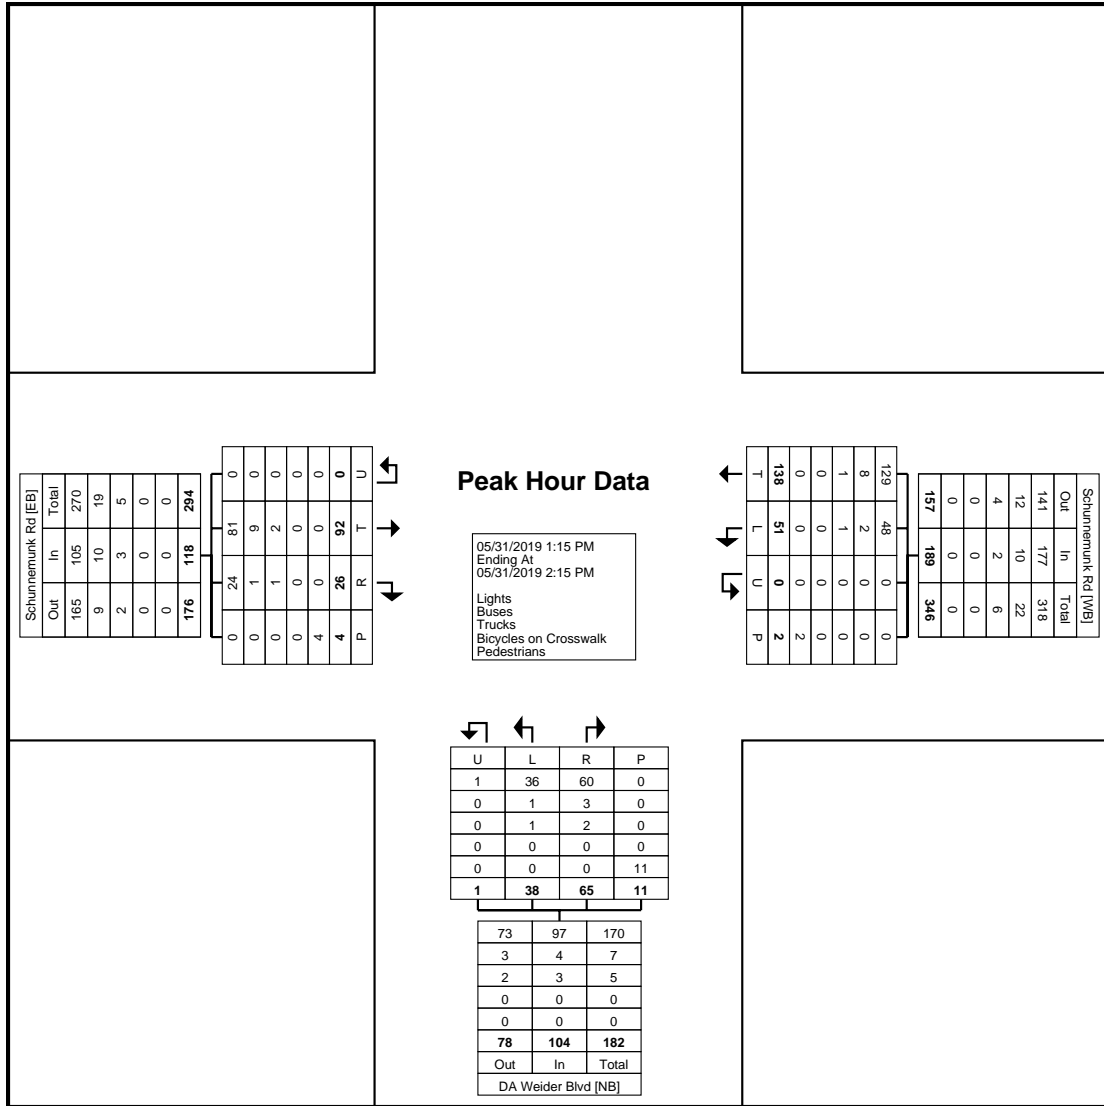 Peak Hour Data
05/31/2019 1:15 PM
Ending At
05/31/2019 2:15 PM
Lights
Buses
Trucks
Bicycles on Crosswalk
Pedestrians
Schunnemunk Rd [EB]
Total In Out
270 105 165
19 10 9
5 3 2
0 0 0
0 0 0
294 118 176
0 81 24 0
0 9 1 0
0 2 1 0
0 0 0 0
0 0 0 4
0 92 26 4
U T R P
Schunnemunk Rd [WB]
Out In Total
141 177 318
12 10 22
4 2 6
0 0 0
0 0 0
157 189 346
129 48 0 0
8 2 0 0
1 1 0 0
0 0 0 0
0 0 0 2
138 51 0 2
T L U P
U L R P
1 36 60 0
0 1 3 0
0 1 2 0
0 0 0 0
0 0 0 11
1 38 65 11
73 97 170
3 4 7
2 3 5
0 0 0
0 0 0
78 104 182
Out In Total
DA Weider Blvd [NB]